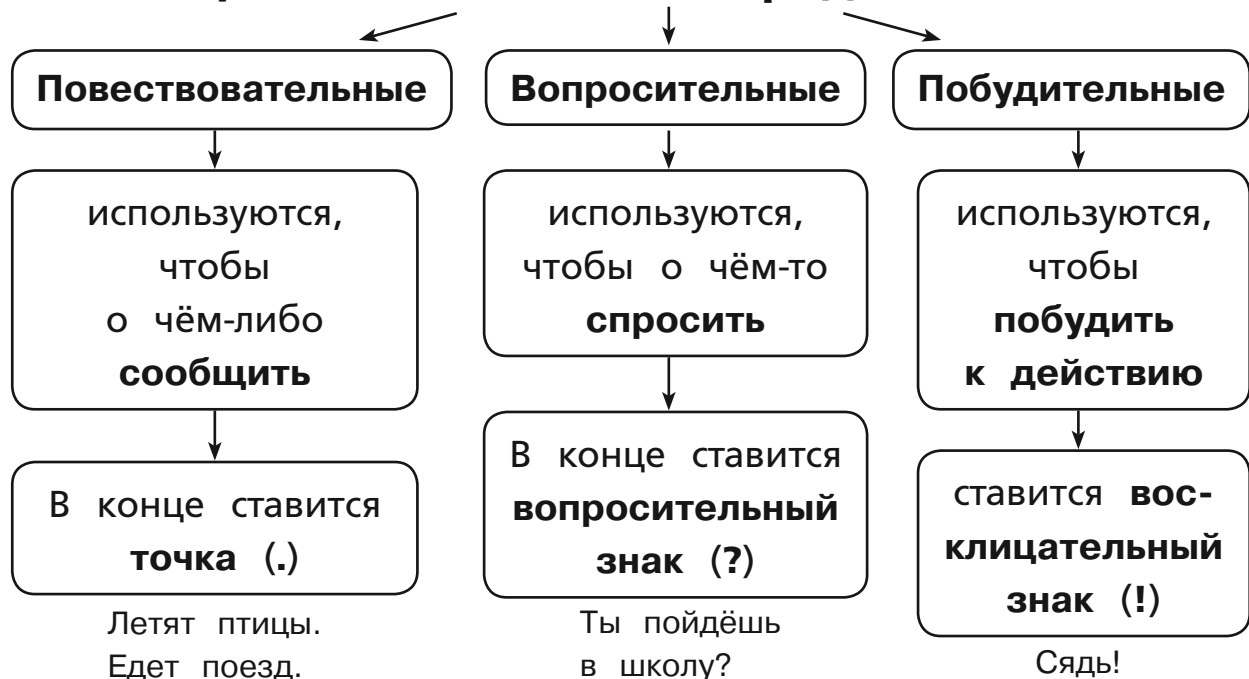 Повествовательные
используются,
чтобы
о чём-либо
сообщить
В конце ставится
точка (.)
Летят птицы.
Едет поезд.
Вопросительные
используются,
чтобы о чём-то
спросить
В конце ставится
вопросительный
знак (?)
Ты пойдёшь
в школу?
Побудительные
используются,
чтобы
побудить
к действию
ставится вос-
клицательный
знак (!)
Сядь!